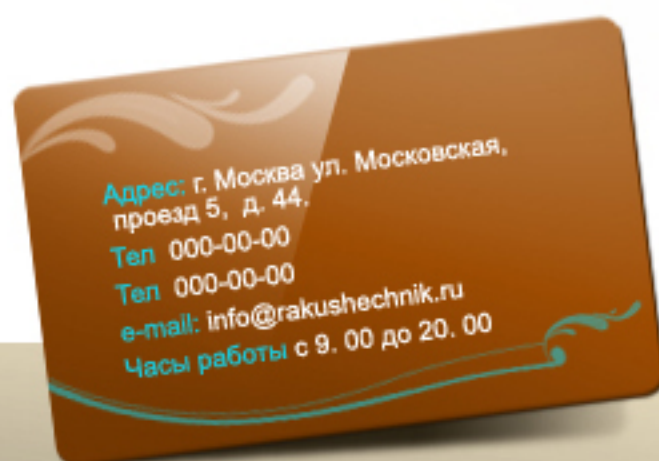 Адрес: г. Москва ул. Московская,
проезд 5, д. 44,
Тел 000-00-00
Тел 000-00-00
e-mail: info@rakushechnik.ru
Часы работы с 9. 00 до 20. 00